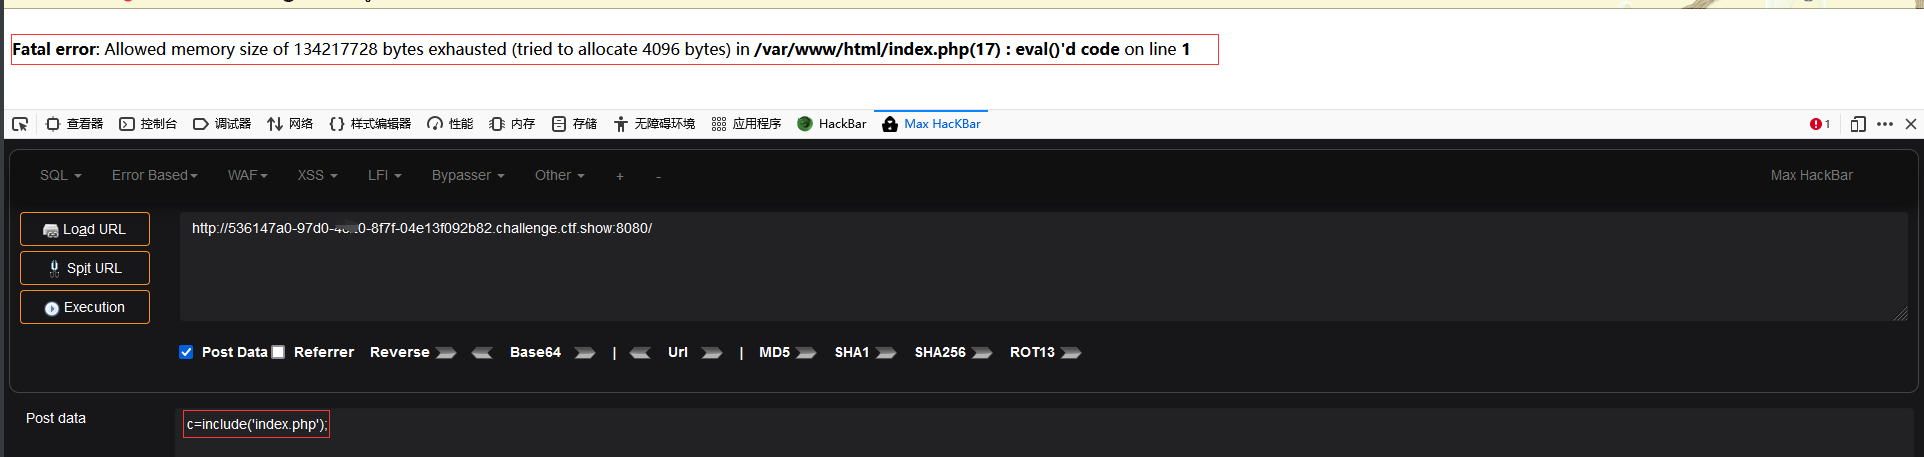 Fatal error: Allowed memory size of 134217728 bytes exhausted (tried to allocate 4096 bytes) in /var/www/html/index.php(17) : eval()'d code on line 1
查看器 控制台 调试器 网络 样式编辑器 性能 内存 存储 无障碍环境 应用程序 HackBar Max HacKBar 1
SQL Error Based WAF XSS LFI Bypasser Other + - Max HackBar
Load URL
http://536147a0-97d0- 0-8f7f-04e13f092b82.challenge.ctf.show:8080/
Spit URL
Execution
Post Data Referrer Reverse Base64 | Url | MD5 SHA1 SHA256 ROT13
Post data
c=include('index.php');